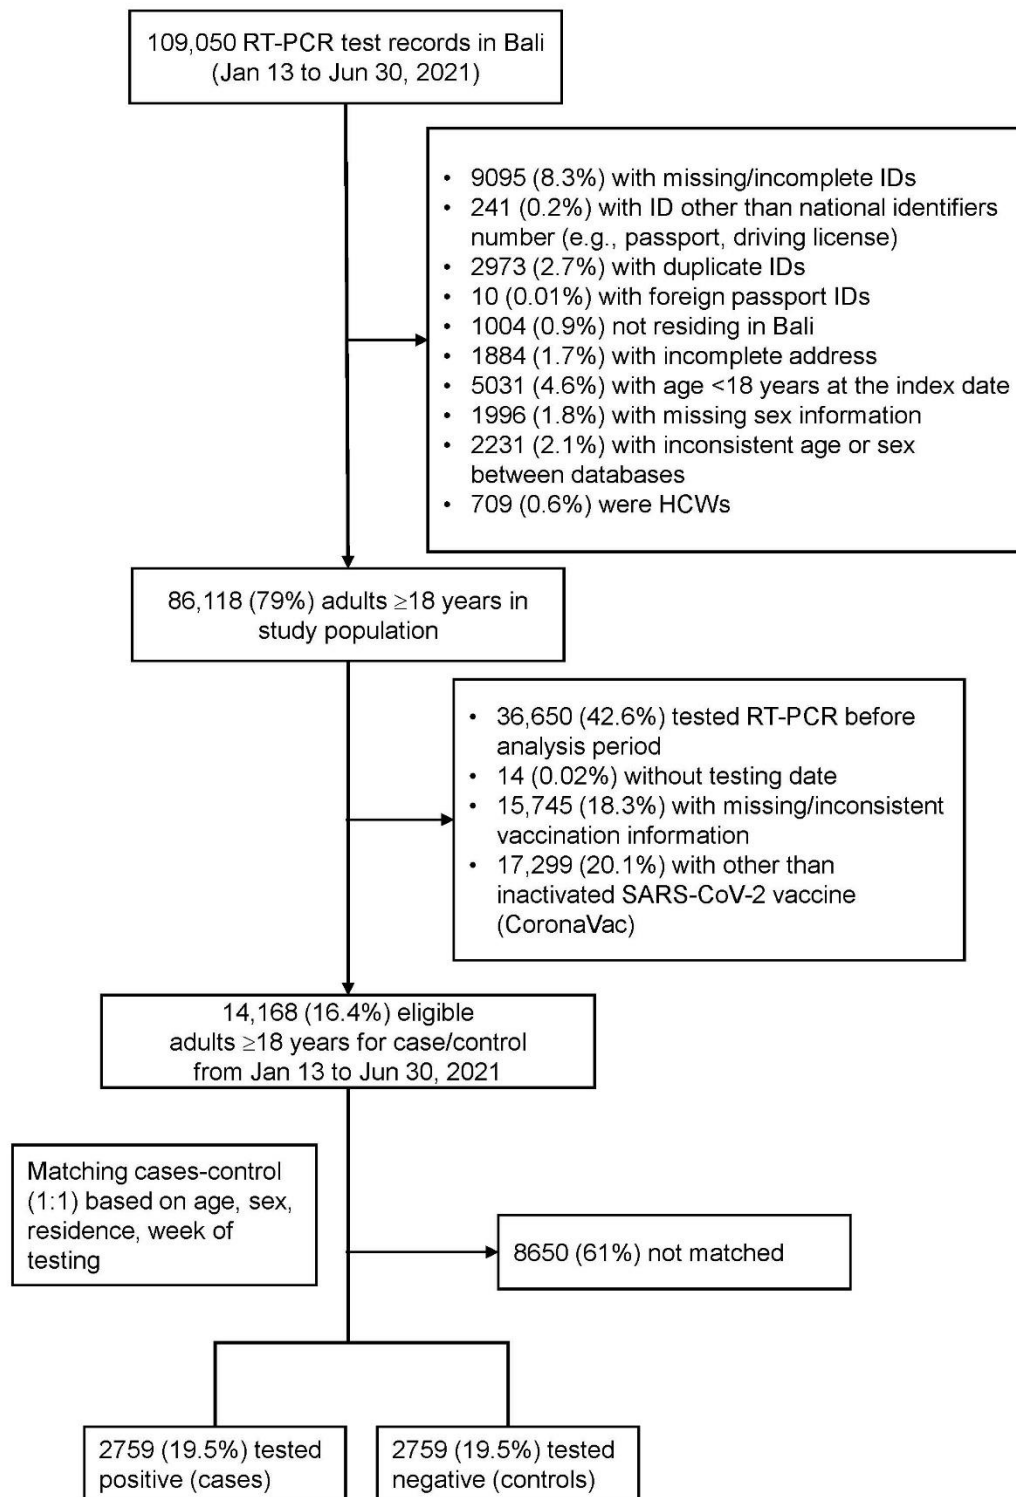 109,050 RT-PCR test records in Bali
(Jan 13 to Jun 30, 2021)
• 9095 (8.3%) with missing/incomplete IDs
• 241 (0.2%) with ID other than national identifiers
number (e.g., passport, driving license)
• 2973 (2.7%) with duplicate IDs
• 10 (0.01%) with foreign passport IDs
• 1004 (0.9%) not residing in Bali
• 1884 (1.7%) with incomplete address
• 5031 (4.6%) with age <18 years at the index date
• 1996 (1.8%) with missing sex information
• 2231 (2.1%) with inconsistent age or sex
between databases
• 709 (0.6%) were HCWs
86,118 (79%) adults ≥18 years in
study population
• 36,650 (42.6%) tested RT-PCR before
analysis period
• 14 (0.02%) without testing date
• 15,745 (18.3%) with missing/inconsistent
vaccination information
• 17,299 (20.1%) with other than
inactivated SARS-CoV-2 vaccine
(CoronaVac)
14,168 (16.4%) eligible
adults ≥18 years for case/control
from Jan 13 to Jun 30, 2021
Matching cases-control
(1:1) based on age, sex,
residence, week of
testing
8650 (61%) not matched
2759 (19.5%) tested
positive (cases)
2759 (19.5%) tested
negative (controls)